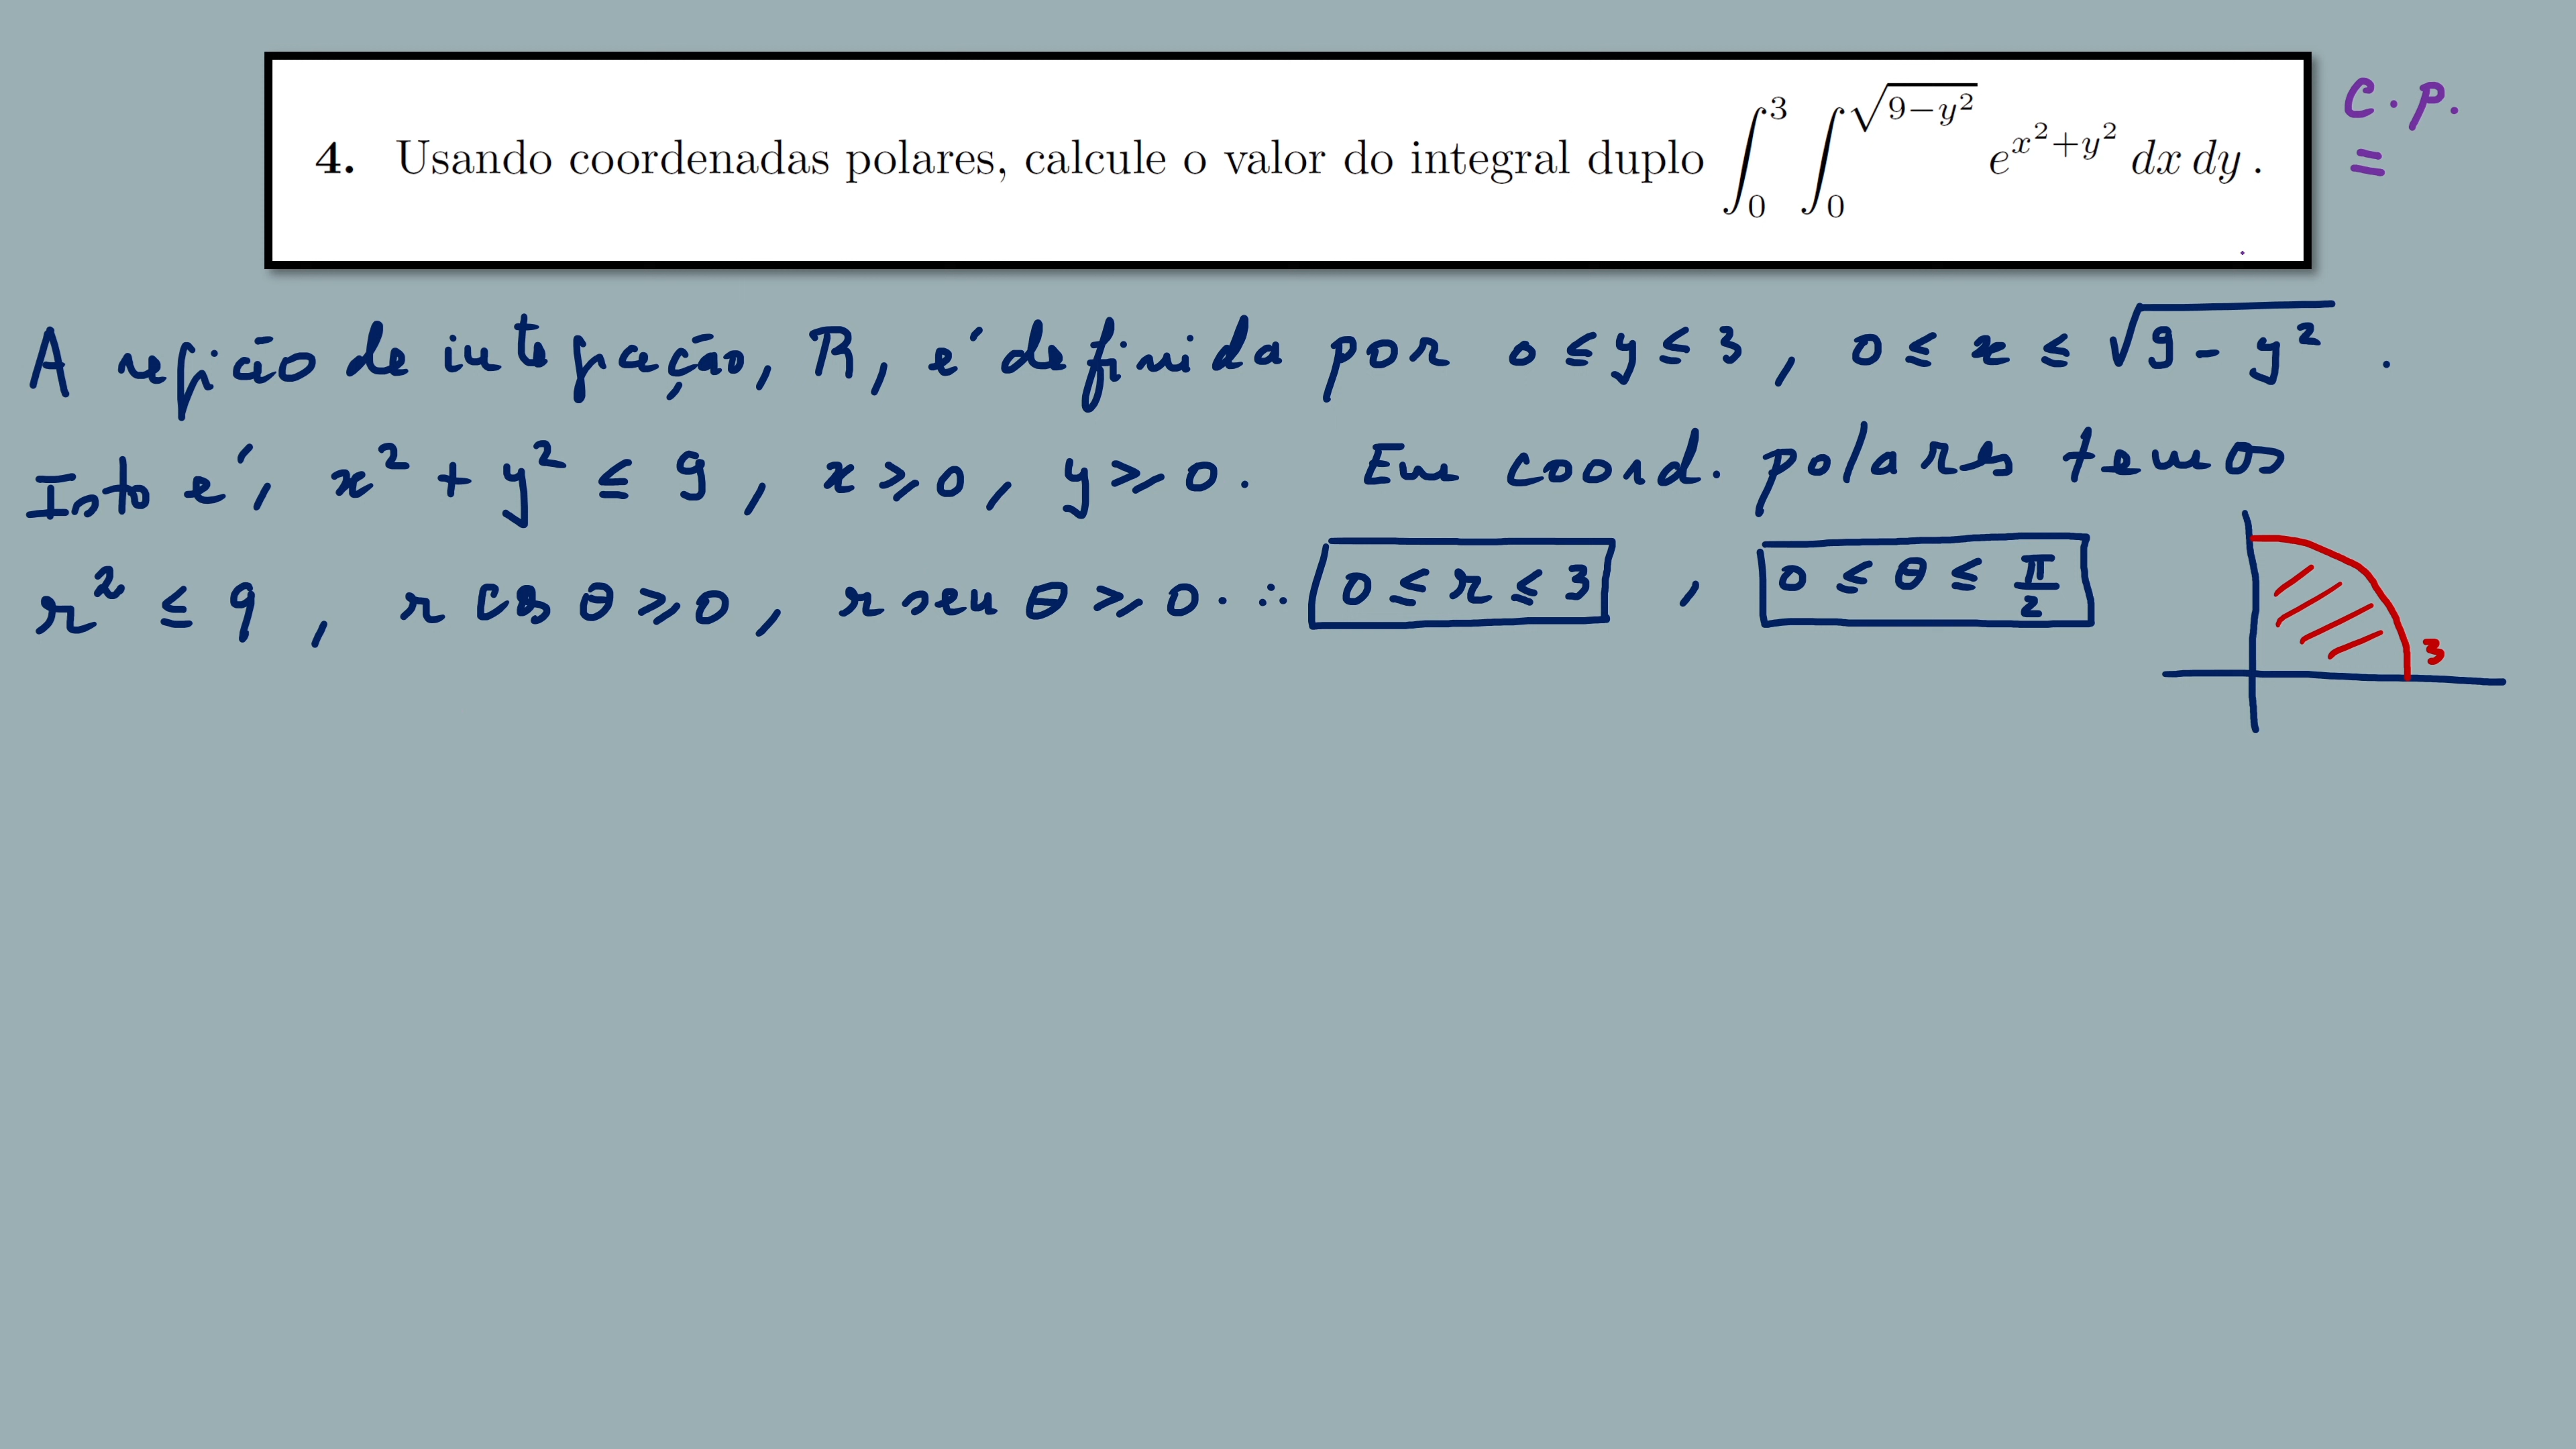 4. Usando coordenadas polares, calcule o valor do integral duplo ∫₀³ ∫₀^√(9−y²) e^(x²+y²) dx dy . C.P. =
A região de integração, R, é definida por 0 ≤ y ≤ 3 , 0 ≤ x ≤ √(9 − y²) .
Isto é, x² + y² ≤ 9 , x ⩾ 0 , y ⩾ 0 . Em coord. polares temos
r² ≤ 9 , r cos θ ⩾ 0 , r sen θ ⩾ 0 . ∴ 0 ≤ r ≤ 3 , 0 ≤ θ ≤ π/2
3